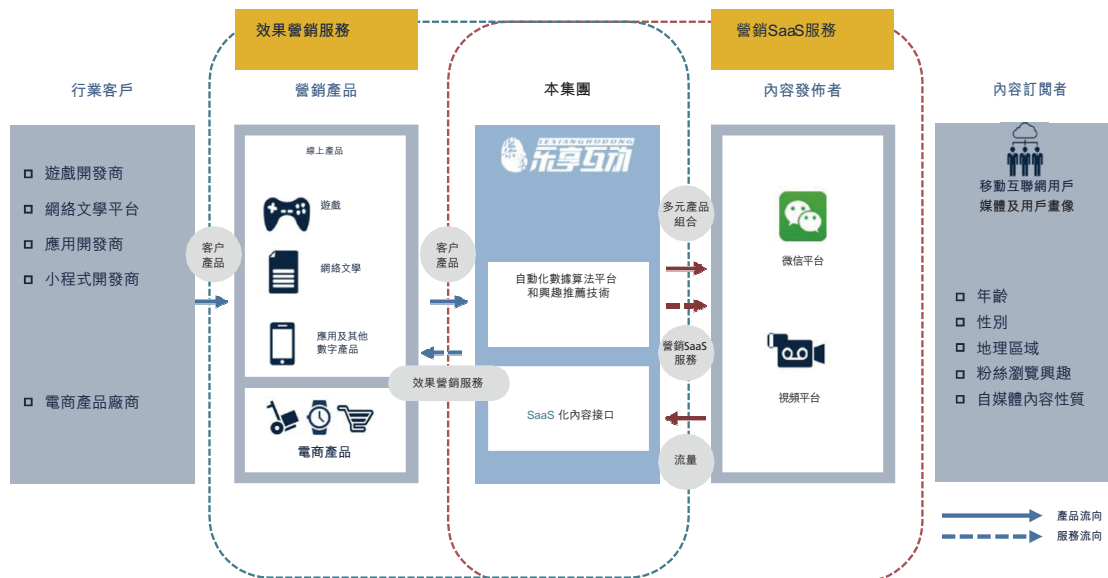 效果營銷服務
營銷SaaS服務
行業客戶
營銷產品
本集團
內容發佈者
內容訂閱者
遊戲開發商
網絡文學平台
應用開發商
小程式開發商
電商產品廠商
客户
產品
線上產品
遊戲
網絡文學
應用及其他
數字產品
電商產品
客户
產品
效果營銷服務
LEXIANGHUDONG
乐享互动
自動化數據算法平台
和興趣推薦技術
SaaS 化內容接口
多元產品
組合
營銷SaaS
服務
流量
微信平台
視頻平台
移動互聯網用戶
媒體及用戶畫像
年齡
性別
地理區域
粉絲瀏覽興趣
自媒體內容性質
產品流向
服務流向